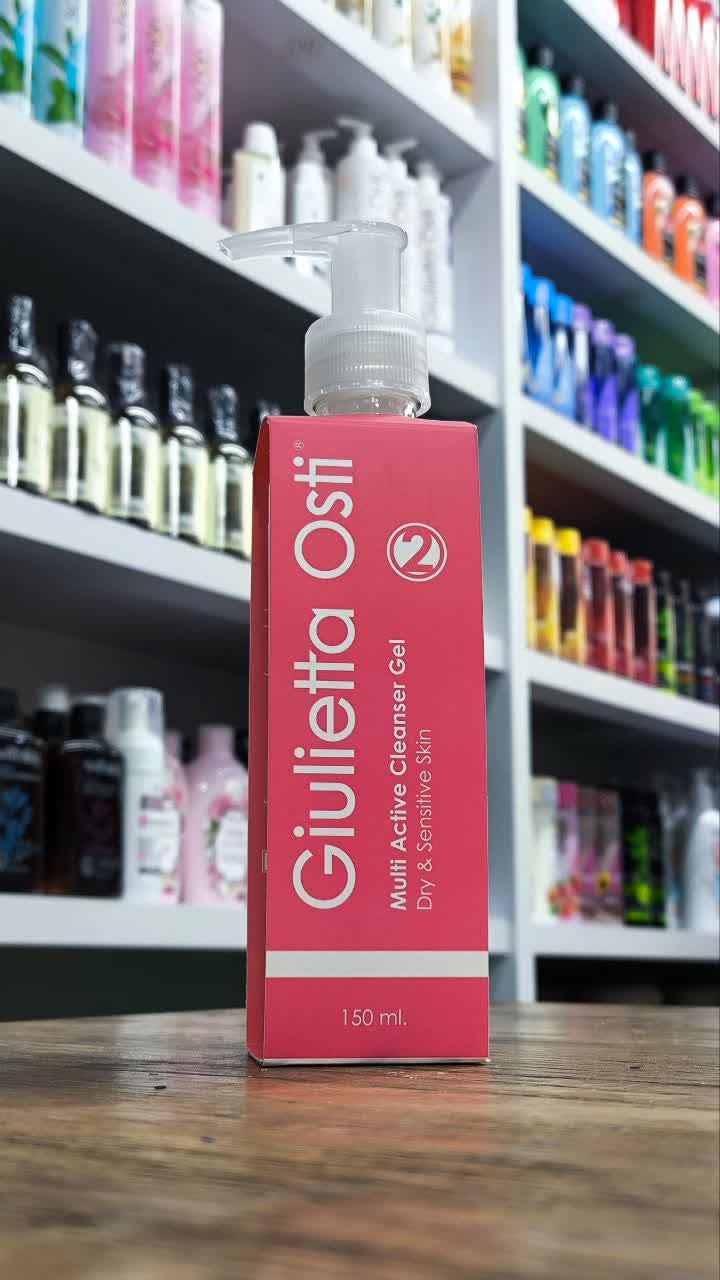 Giulietta Osti®
2
Multi Active Cleanser Gel
Dry & Sensitive Skin
150 ml.